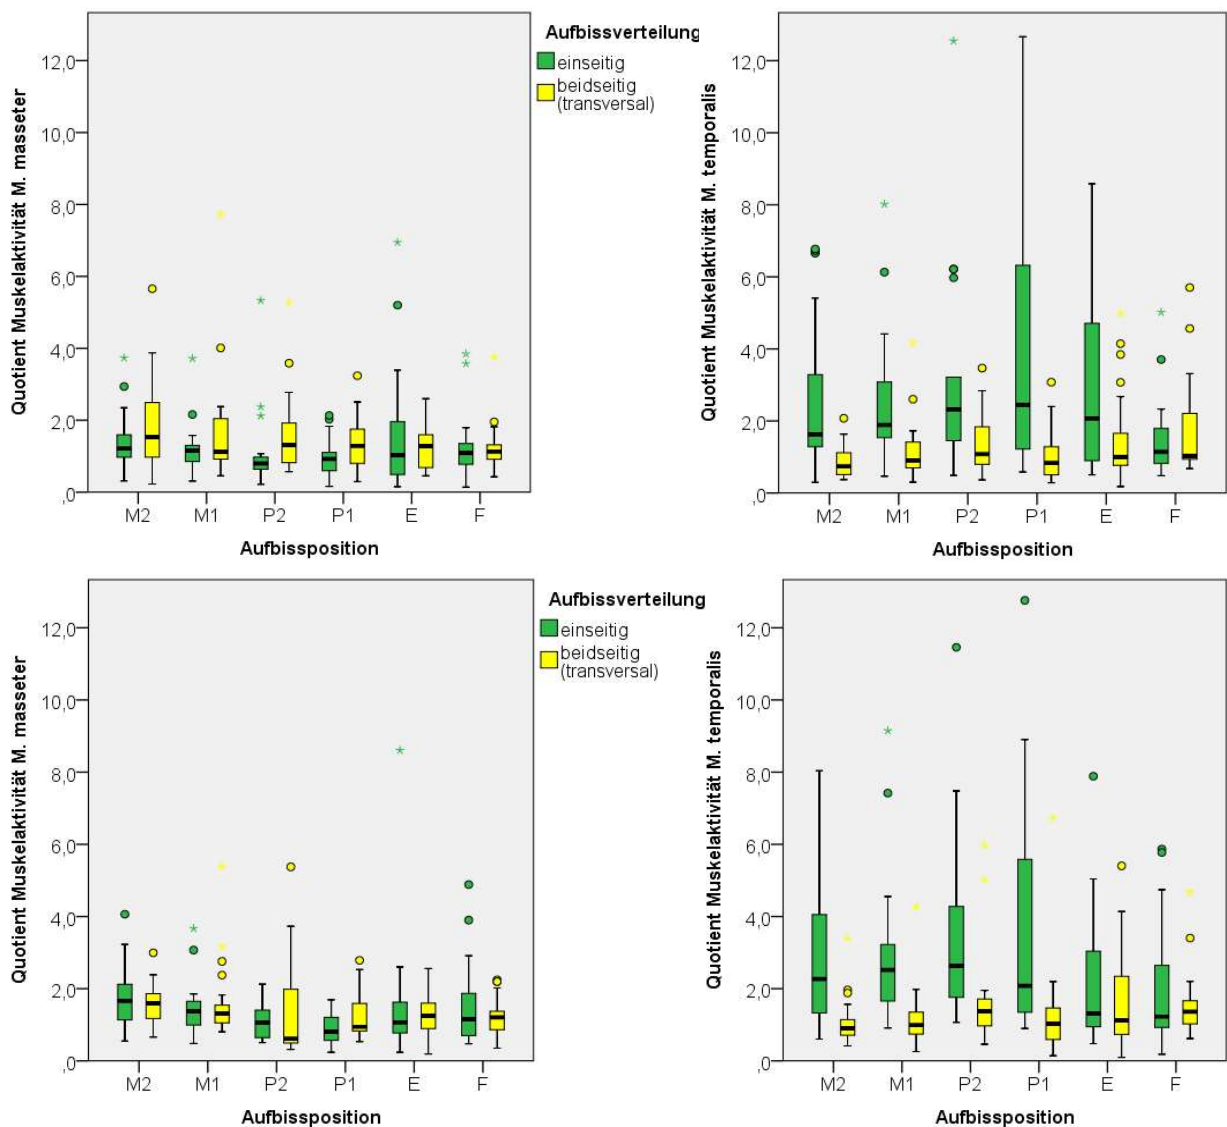 Quotient Muskelaktivität M. masseter
12,0
10,0
8,0
6,0
4,0
2,0
,0
M2 M1 P2 P1 E F
Aufbissposition
Aufbissverteilung
einseitig
beidseitig
(transversal)
Quotient Muskelaktivität M. temporalis
12,0
10,0
8,0
6,0
4,0
2,0
,0
M2 M1 P2 P1 E F
Aufbissposition
Quotient Muskelaktivität M. masseter
12,0
10,0
8,0
6,0
4,0
2,0
,0
M2 M1 P2 P1 E F
Aufbissposition
Aufbissverteilung
einseitig
beidseitig
(transversal)
Quotient Muskelaktivität M. temporalis
12,0
10,0
8,0
6,0
4,0
2,0
,0
M2 M1 P2 P1 E F
Aufbissposition